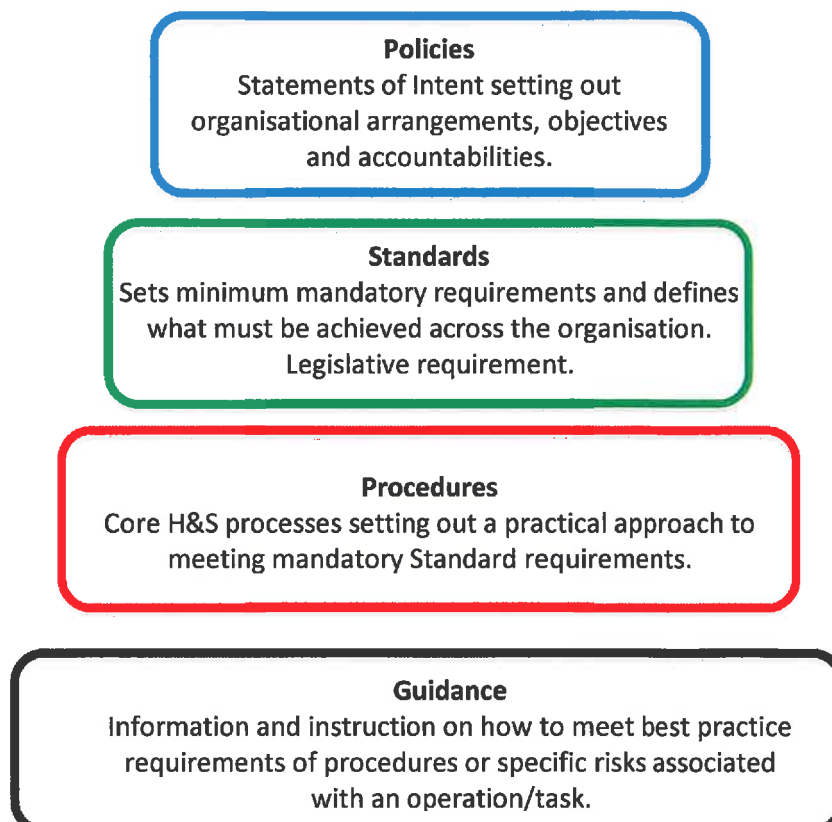 Policies
Statements of Intent setting out
organisational arrangements, objectives
and accountabilities.
Standards
Sets minimum mandatory requirements and defines
what must be achieved across the organisation.
Legislative requirement.
Procedures
Core H&S processes setting out a practical approach to
meeting mandatory Standard requirements.
Guidance
Information and instruction on how to meet best practice
requirements of procedures or specific risks associated
with an operation/task.